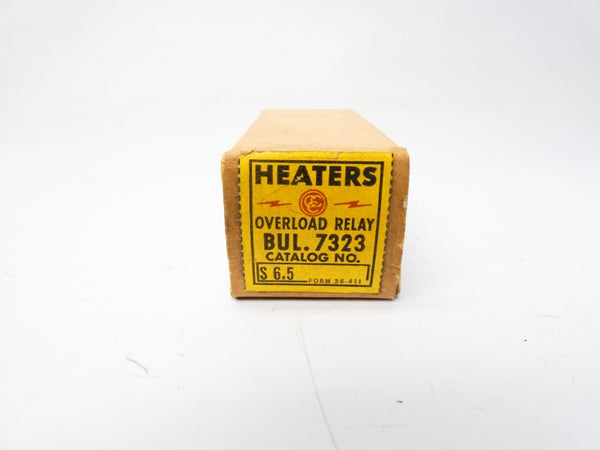 HEATERS
OVERLOAD RELAY
BUL. 7323
CATALOG NO.
S 6.5
FORM 36-411